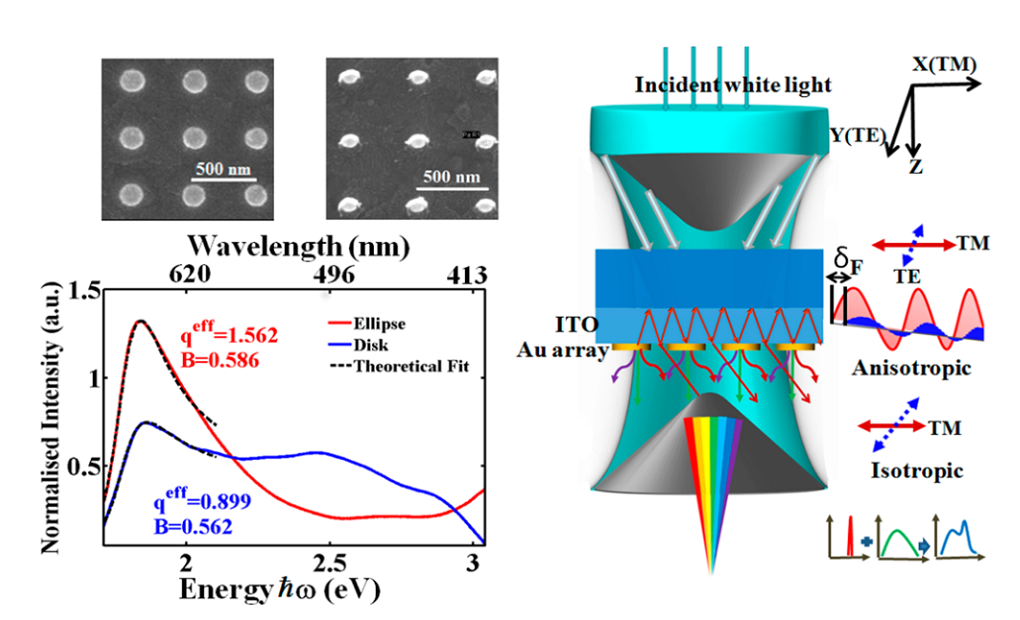 500 nm
500 nm
Wavelength (nm)
620 496 413
Normalised Intensity (a.u.)
1.5
1
0.5
q^eff=1.562
B=0.586
Ellipse
Disk
Theoretical Fit
q^eff=0.899
B=0.562
2 2.5 3
Energy ħω (eV)
Incident white light
X(TM)
Y(TE)
Z
ITO
Au array
δF
TM
TE
Anisotropic
TM
Isotropic